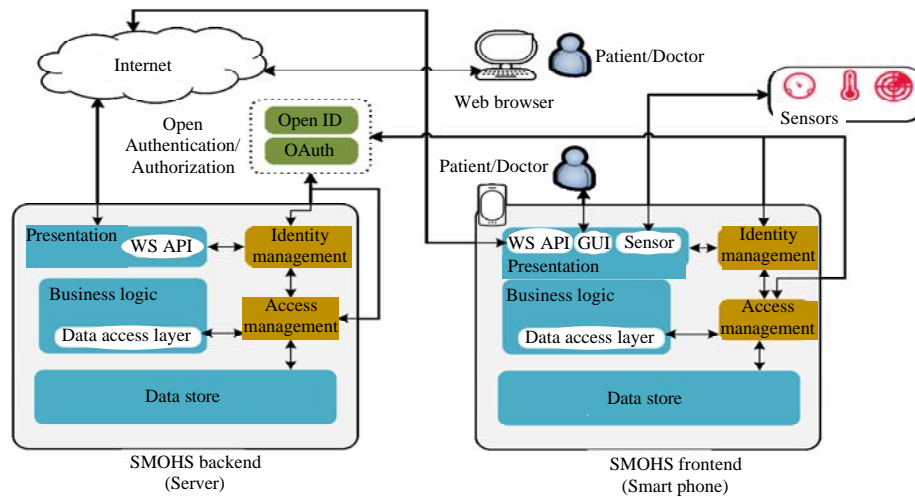 Internet
Patient/Doctor
Web browser
Sensors
Open
Authentication/
Authorization
Open ID
OAuth
Patient/Doctor
Presentation
WS API
Identity
management
Business logic
Data access layer
Access
management
Data store
SMOHS backend
(Server)
WS API
GUI
Sensor
Presentation
Identity
management
Business logic
Data access layer
Access
management
Data store
SMOHS frontend
(Smart phone)